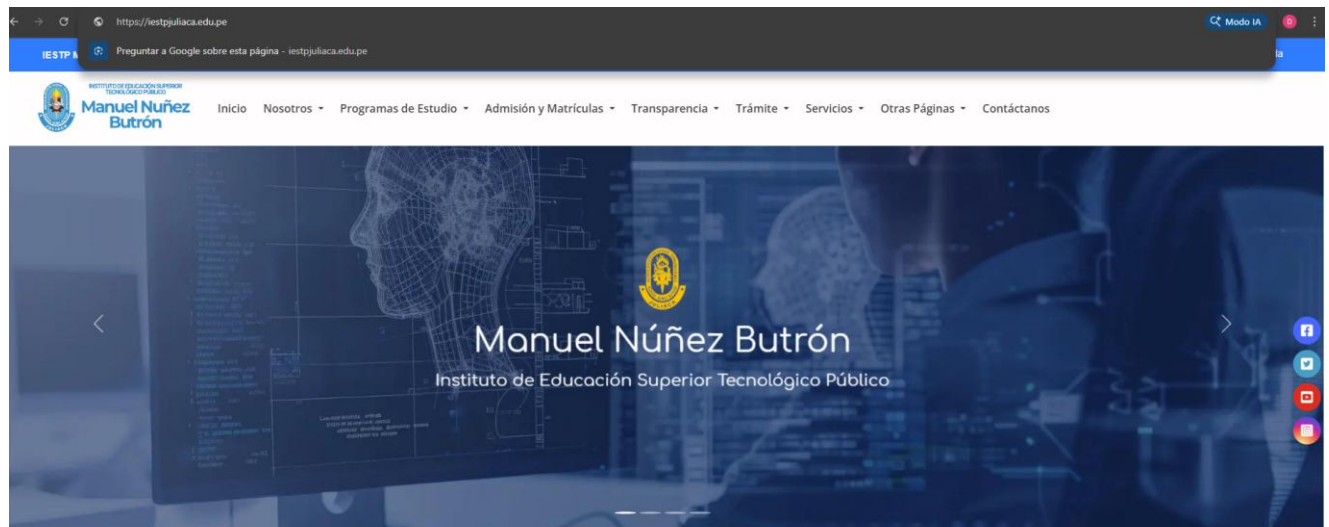 https://iestpjuliaca.edu.pe
Modo IA
D
IESTP
Preguntar a Google sobre esta página - iestpjuliaca.edu.pe
INSTITUTO DE EDUCACIÓN SUPERIOR
TECNOLÓGICO PÚBLICO
Manuel Nuñez
Butrón
Inicio Nosotros Programas de Estudio Admisión y Matrículas Transparencia Trámite Servicios Otras Páginas Contáctanos
Manuel Núñez Butrón
Instituto de Educación Superior Tecnológico Público